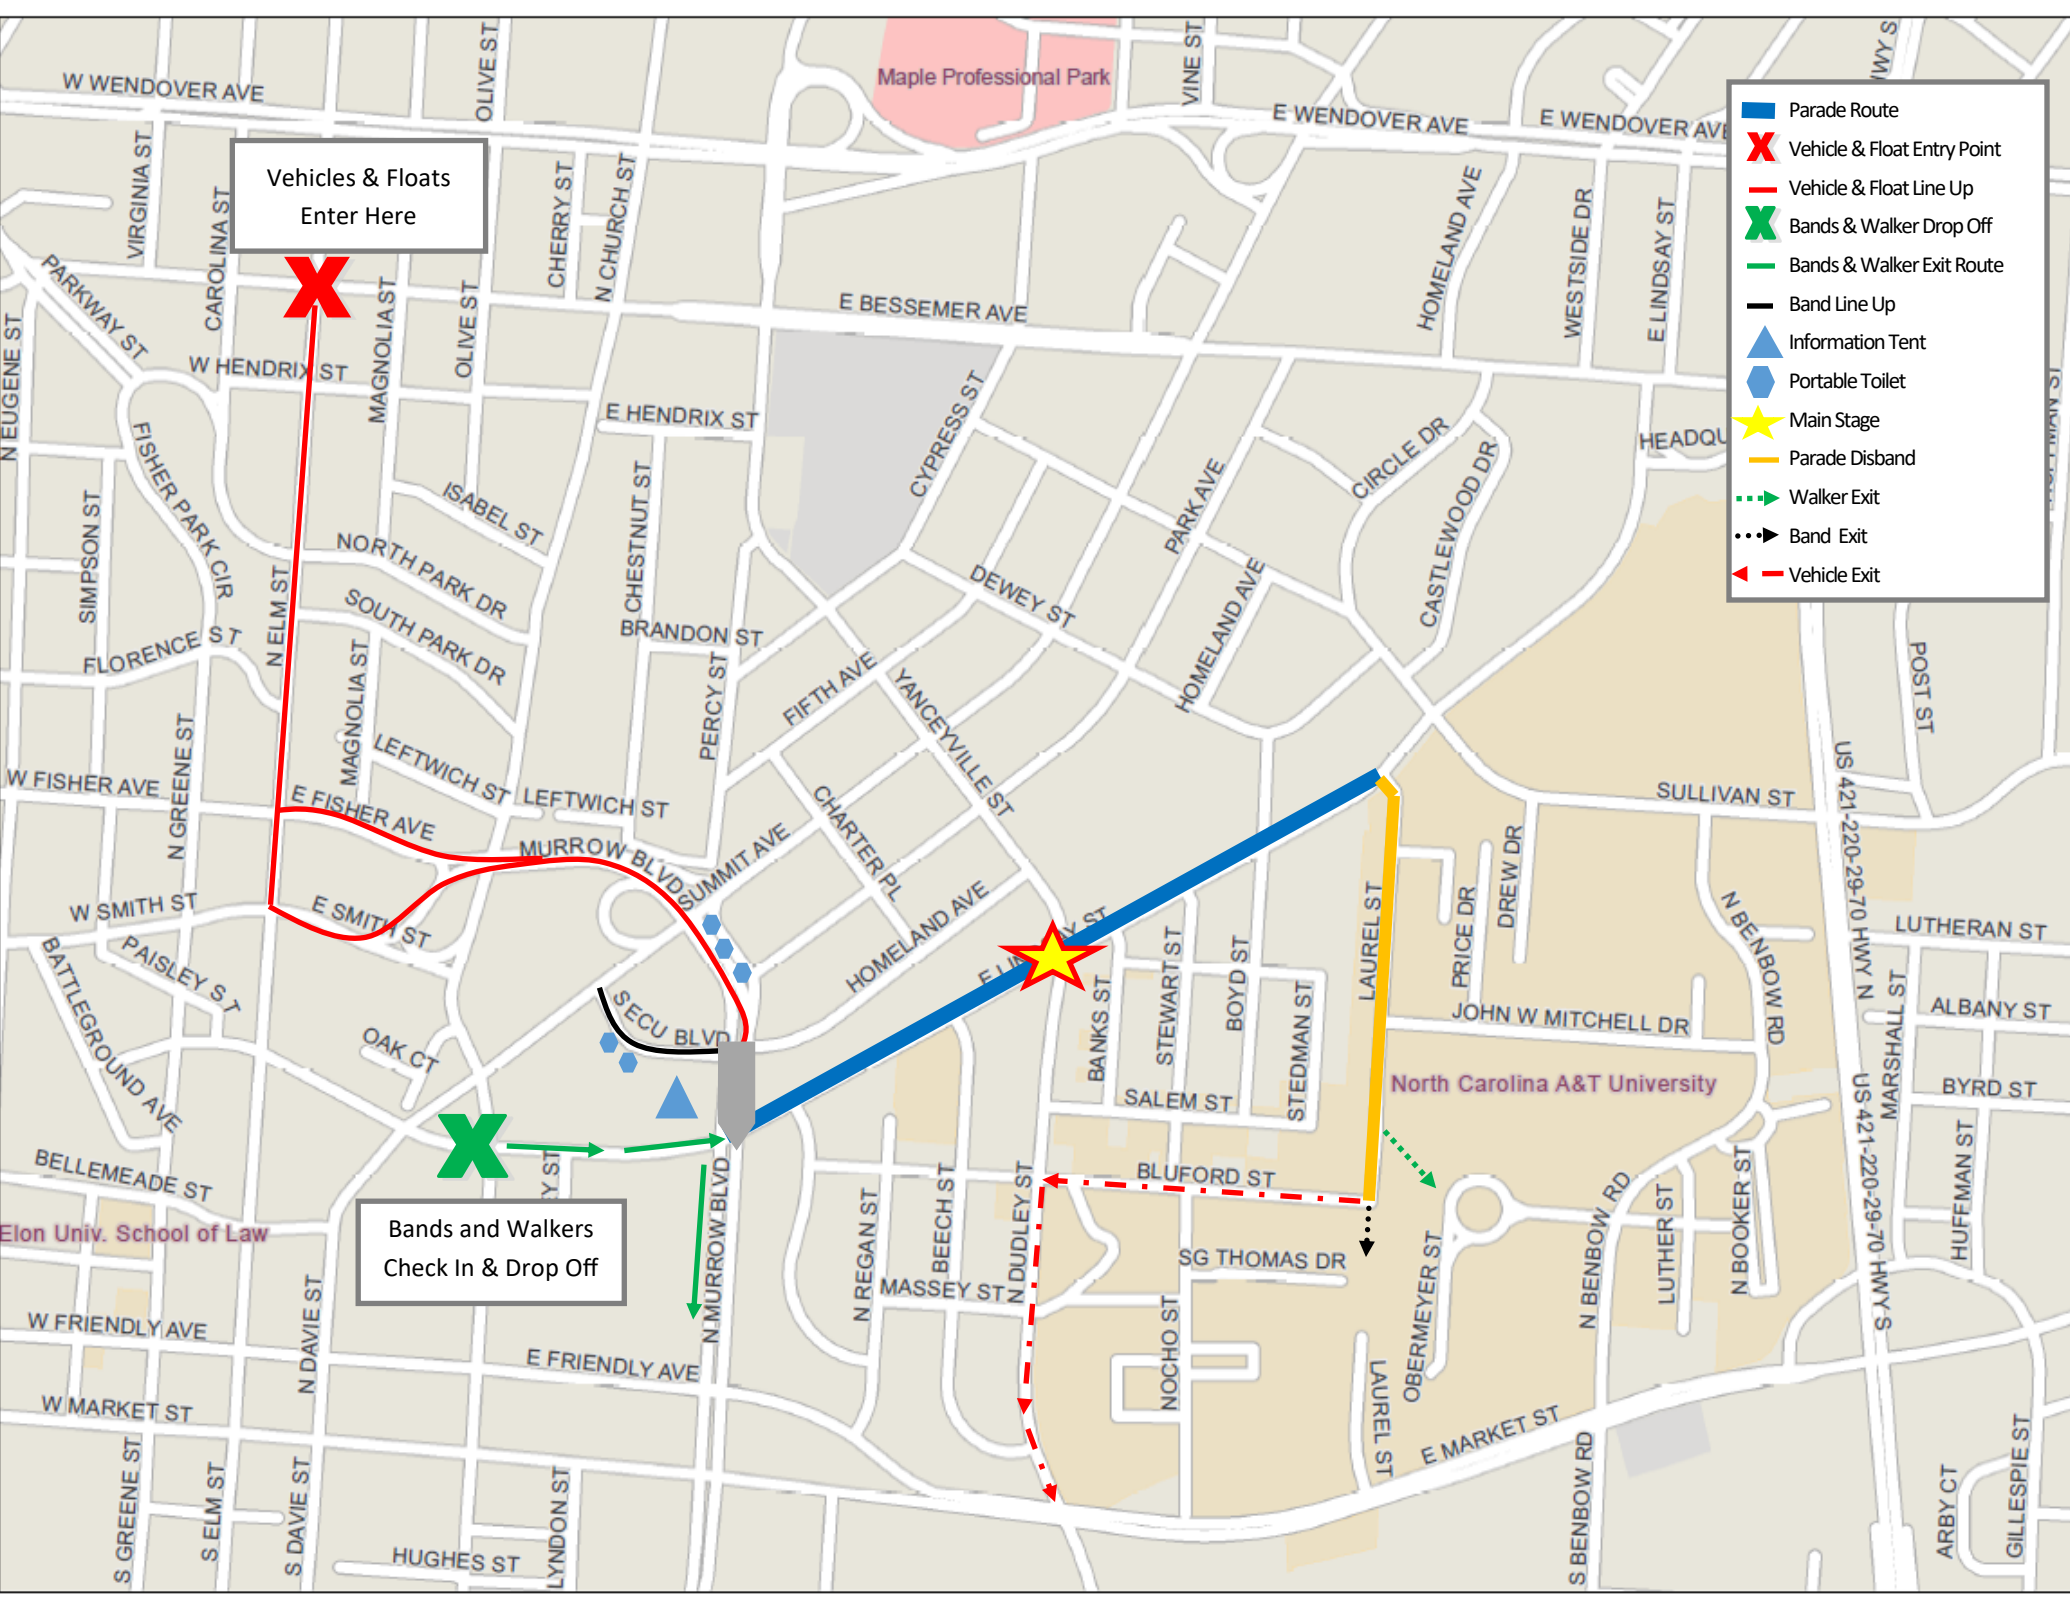 Maple Professional Park
W WENDOVER AVE
OLIVE ST
VINE ST
E WENDOVER AVE
E WENDOVER AVE
HWY S
Parade Route
Vehicle & Float Entry Point
Vehicle & Float Line Up
Bands & Walker Drop Off
Bands & Walker Exit Route
Band Line Up
Information Tent
Portable Toilet
Main Stage
Parade Disband
Walker Exit
Band Exit
Vehicle Exit
Vehicles & Floats
Enter Here
VIRGINIA ST
CAROLINA ST
CHERRY ST
N CHURCH ST
HOMELAND AVE
WESTSIDE DR
E LINDSAY ST
PARKWAY ST
MAGNOLIA ST
OLIVE ST
E BESSEMER AVE
N EUGENE ST
W HENDRIX ST
E HENDRIX ST
CYPRESS ST
CIRCLE DR
HEADQU
FISHER PARK CIR
ISABEL ST
CHESTNUT ST
PARK AVE
CASTLEWOOD DR
SIMPSON ST
NORTH PARK DR
N ELM ST
SOUTH PARK DR
DEWEY ST
HOMELAND AVE
BRANDON ST
FLORENCE ST
MAGNOLIA ST
PERCY ST
FIFTH AVE
YANCEYVILLE ST
POST ST
N GREENE ST
LEFTWICH ST
LEFTWICH ST
W FISHER AVE
E FISHER AVE
CHARTER PL
SULLIVAN ST
US 421-220-29-70 HWY N
MURROW BLVD
SUMMIT AVE
DREW DR
PRICE DR
LAUREL ST
N BENBOW RD
W SMITH ST
E SMITH ST
HOMELAND AVE
LUTHERAN ST
PAISLEY ST
BATTLEGROUND AVE
SECU BLVD
BANKS ST
STEWART ST
BOYD ST
STEDMAN ST
JOHN W MITCHELL DR
MARSHALL ST
ALBANY ST
OAK CT
North Carolina A&T University
SALEM ST
BYRD ST
US 421-220-29-70 HWY S
BELLEMEADE ST
BLUFORD ST
Elon Univ. School of Law
Bands and Walkers
Check In & Drop Off
N MURROW BLVD
N REGAN ST
BEECH ST
N DUDLEY ST
SG THOMAS DR
OBERMEYER ST
N BENBOW RD
LUTHER ST
N BOOKER ST
HUFFMAN ST
MASSEY ST
N DAVIE ST
W FRIENDLY AVE
E FRIENDLY AVE
NOCHO ST
LAUREL ST
W MARKET ST
E MARKET ST
S GREENE ST
S ELM ST
S DAVIE ST
LYNDON ST
HUGHES ST
S BENBOW RD
ARBY CT
GILLESPIE ST